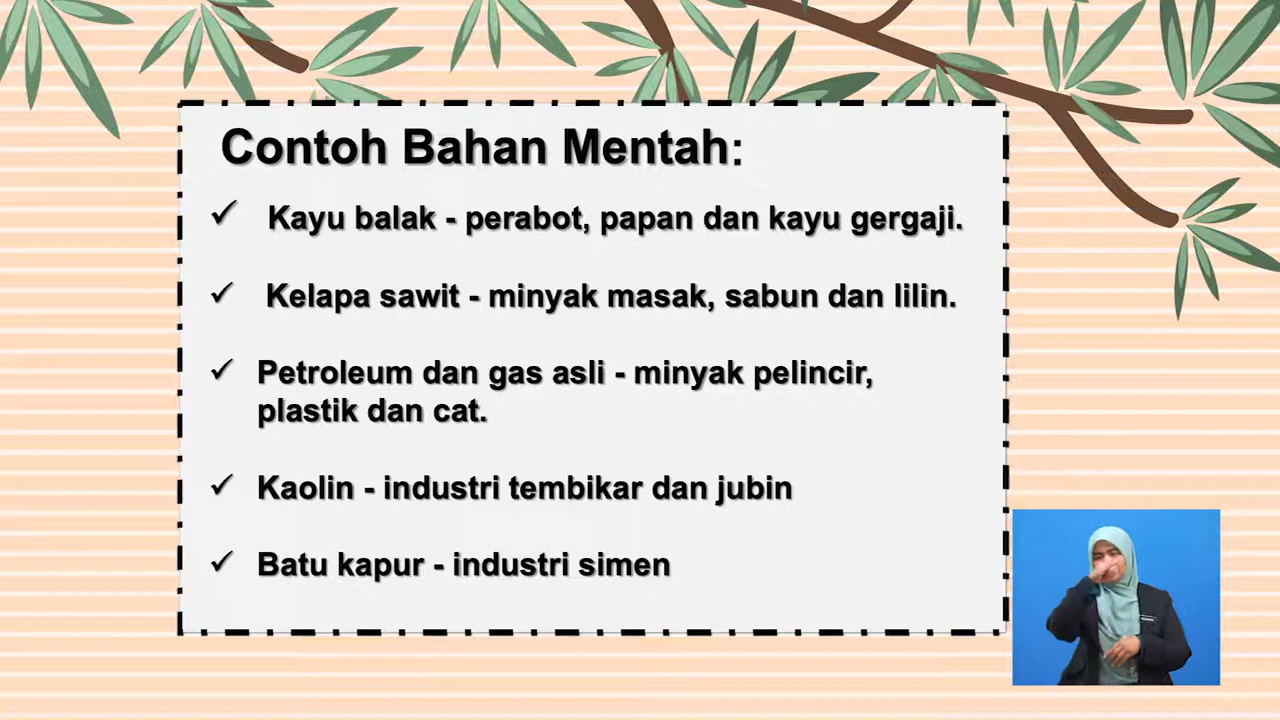 Contoh Bahan Mentah:
✓ Kayu balak - perabot, papan dan kayu gergaji.
✓ Kelapa sawit - minyak masak, sabun dan lilin.
✓ Petroleum dan gas asli - minyak pelincir,
plastik dan cat.
✓ Kaolin - industri tembikar dan jubin
✓ Batu kapur - industri simen